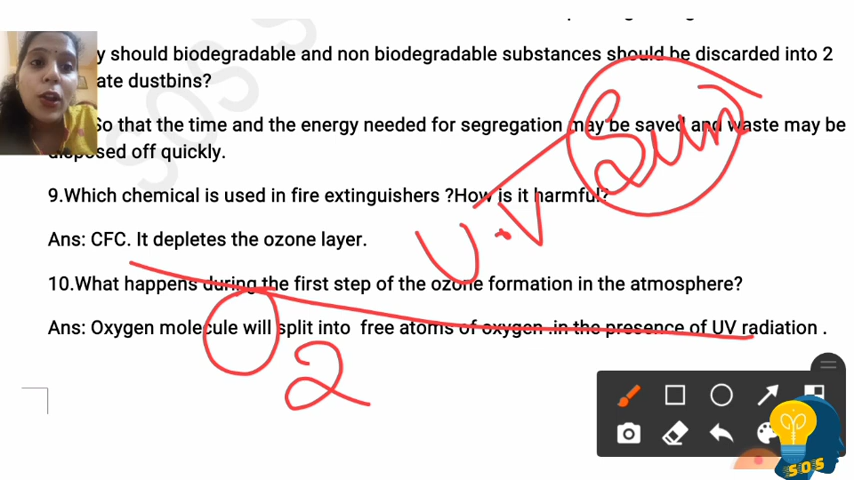 y should biodegradable and non biodegradable substances should be discarded into 2
ate dustbins?
So that the time and the energy needed for segregation may be saved and waste may be
disposed off quickly.
9.Which chemical is used in fire extinguishers ?How is it harmful?
Ans: CFC. It depletes the ozone layer.
10.What happens during the first step of the ozone formation in the atmosphere?
Ans: Oxygen molecule will split into free atoms of oxygen .in the presence of UV radiation .
Sun
U.V
O2
SOS
S.O.S